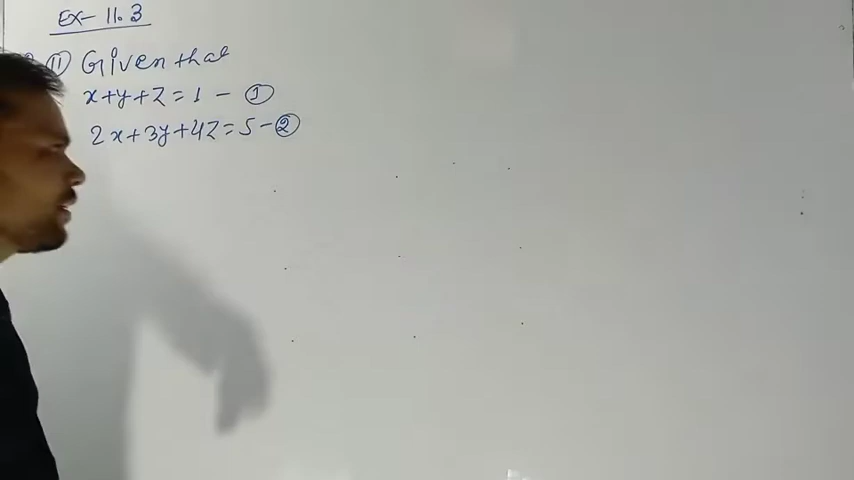 Ex- 11.3
(11) Given that
x+y+z=1 - (1)
2x+3y+4z=5-(2)